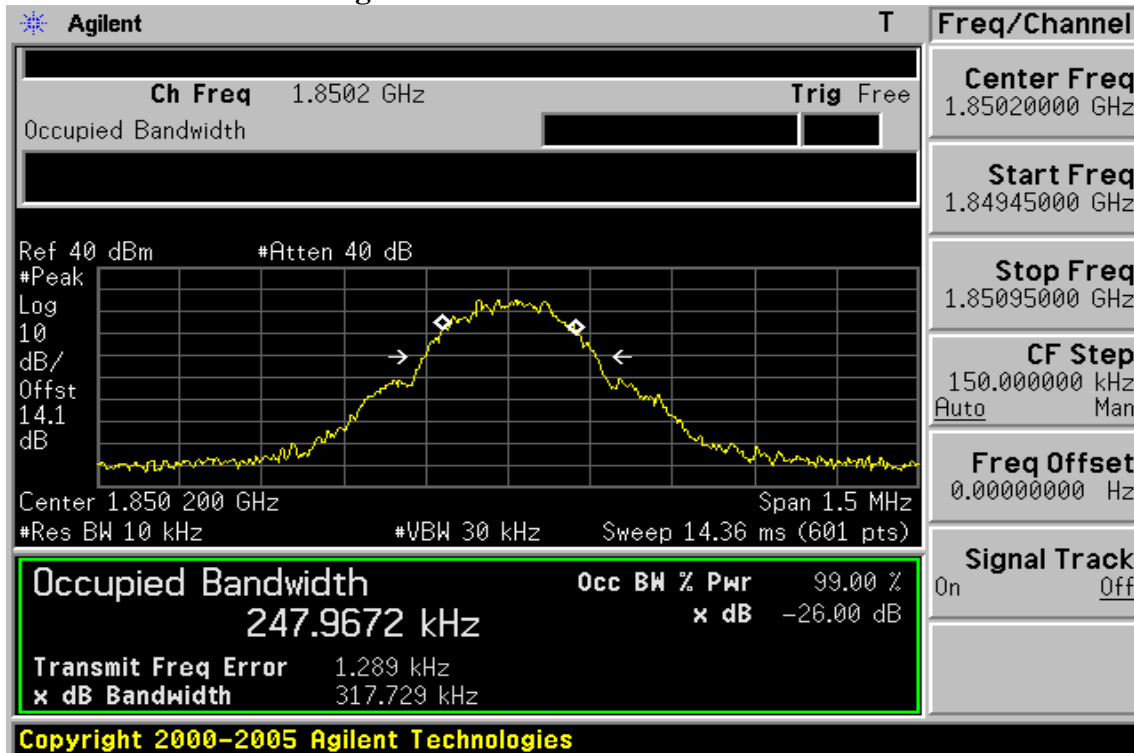 Agilent T Freq/Channel
Ch Freq 1.8502 GHz Trig Free
Occupied Bandwidth
Center Freq
1.85020000 GHz
Start Freq
1.84945000 GHz
Stop Freq
1.85095000 GHz
CF Step
150.000000 kHz
Auto Man
Freq Offset
0.00000000 Hz
Signal Track
On Off
Ref 40 dBm #Atten 40 dB
#Peak
Log
10
dB/
Offst
14.1
dB
Center 1.850 200 GHz Span 1.5 MHz
#Res BW 10 kHz #VBW 30 kHz Sweep 14.36 ms (601 pts)
Occupied Bandwidth Occ BW % Pwr 99.00 %
247.9672 kHz x dB -26.00 dB
Transmit Freq Error 1.289 kHz
x dB Bandwidth 317.729 kHz
Copyright 2000-2005 Agilent Technologies